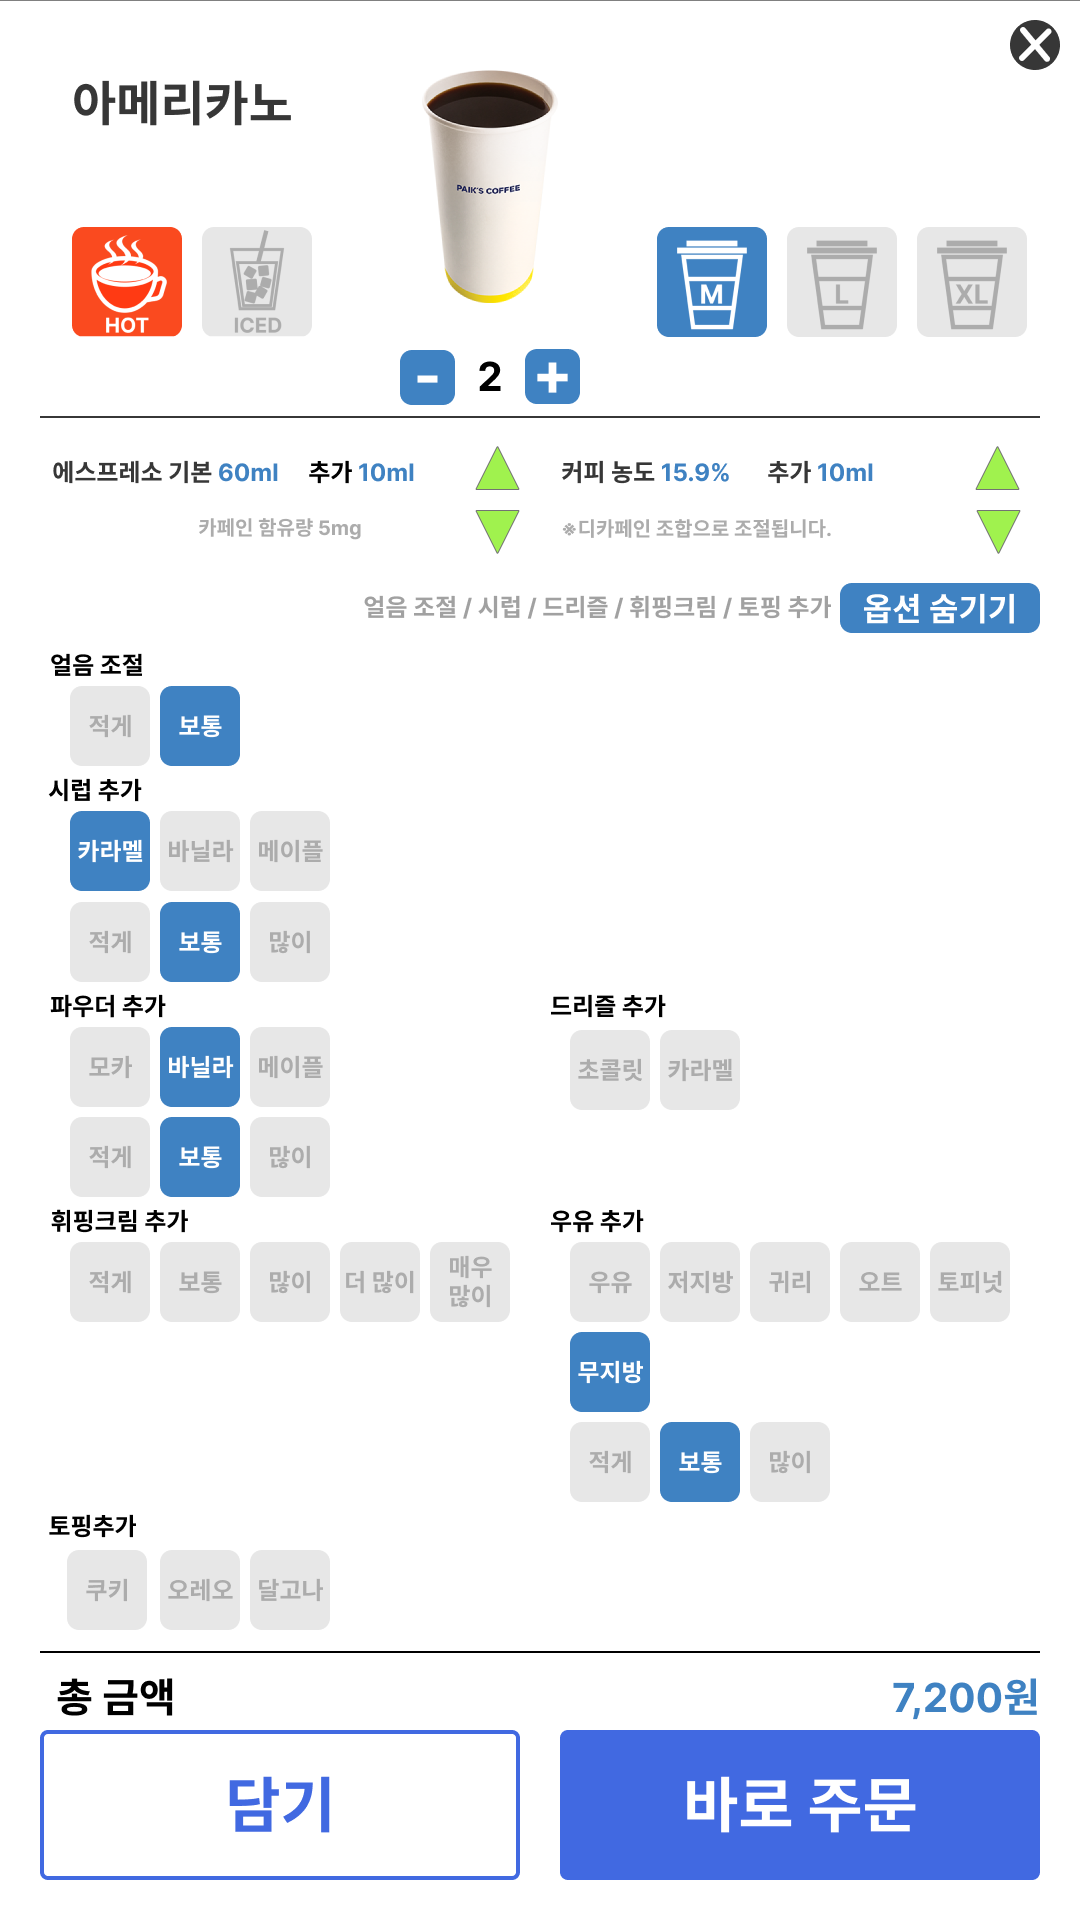 아메리카노
PAIK'S COFFEE
HOT
ICED
M
L
XL
- 2 +
에스프레소 기본 60ml 추가 10ml
커피 농도 15.9% 추가 10ml
카페인 함유량 5mg
※디카페인 조합으로 조절됩니다.
얼음 조절 / 시럽 / 드리즐 / 휘핑크림 / 토핑 추가
옵션 숨기기
얼음 조절
적게 보통
시럽 추가
카라멜 바닐라 메이플
적게 보통 많이
파우더 추가
모카 바닐라 메이플
적게 보통 많이
드리즐 추가
초콜릿 카라멜
휘핑크림 추가
적게 보통 많이 더 많이 매우
많이
우유 추가
우유 저지방 귀리 오트 토피넛
무지방
적게 보통 많이
토핑추가
쿠키 오레오 달고나
총 금액
7,200원
담기
바로 주문